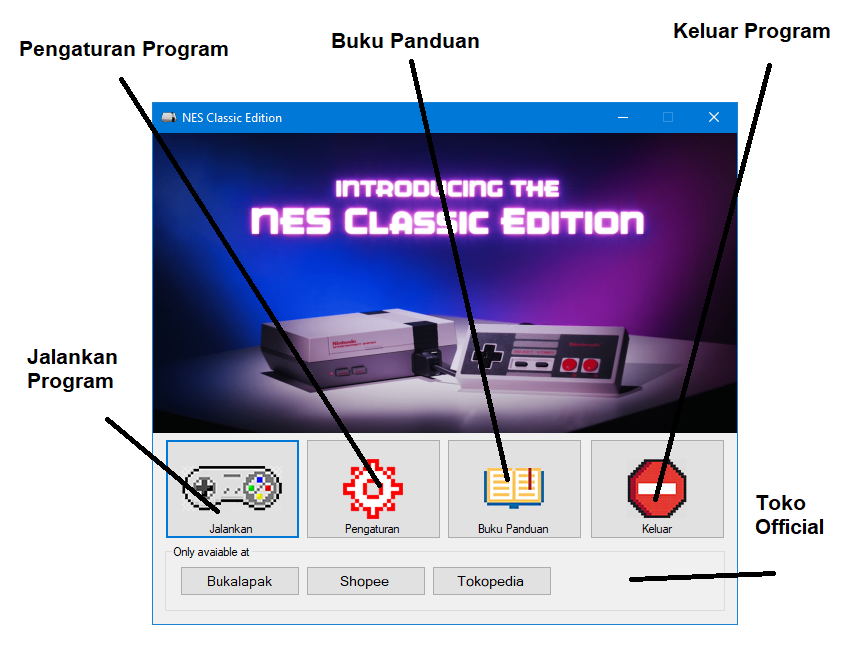 Keluar Program
Buku Panduan
Pengaturan Program
NES Classic Edition
INTRODUCING THE
NES CLASSIC EDITION
Nintendo
Jalankan
Program
Jalankan
Pengaturan
Buku Panduan
Keluar
Toko
Official
Only avaiable at
Bukalapak
Shopee
Tokopedia